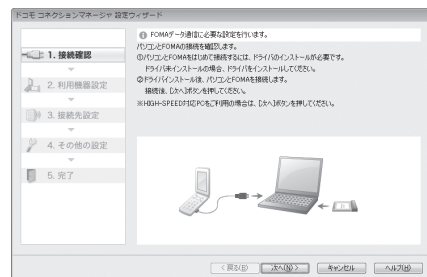 ドコモ コネクションマネージャ 設定ウィザード
FOMAデータ通信に必要な設定を行います。
1. 接続確認
2. 利用機器設定
3. 接続先設定
4. その他の設定
5. 完了
パソコンとFOMAの接続を確認します。
①パソコンとFOMAをはじめて接続するには、ドライバのインストールが必要です。
ドライバ未インストールの場合、ドライバをインストールしてください。
②ドライバインストール後、パソコンとFOMAを接続します。
接続後、[次へ]ボタンを押してください。
※HIGH-SPEED対応PCをご利用の場合は、[次へ]ボタンを押してください。
< 戻る(B)
次へ(N) >
キャンセル
ヘルプ(H)